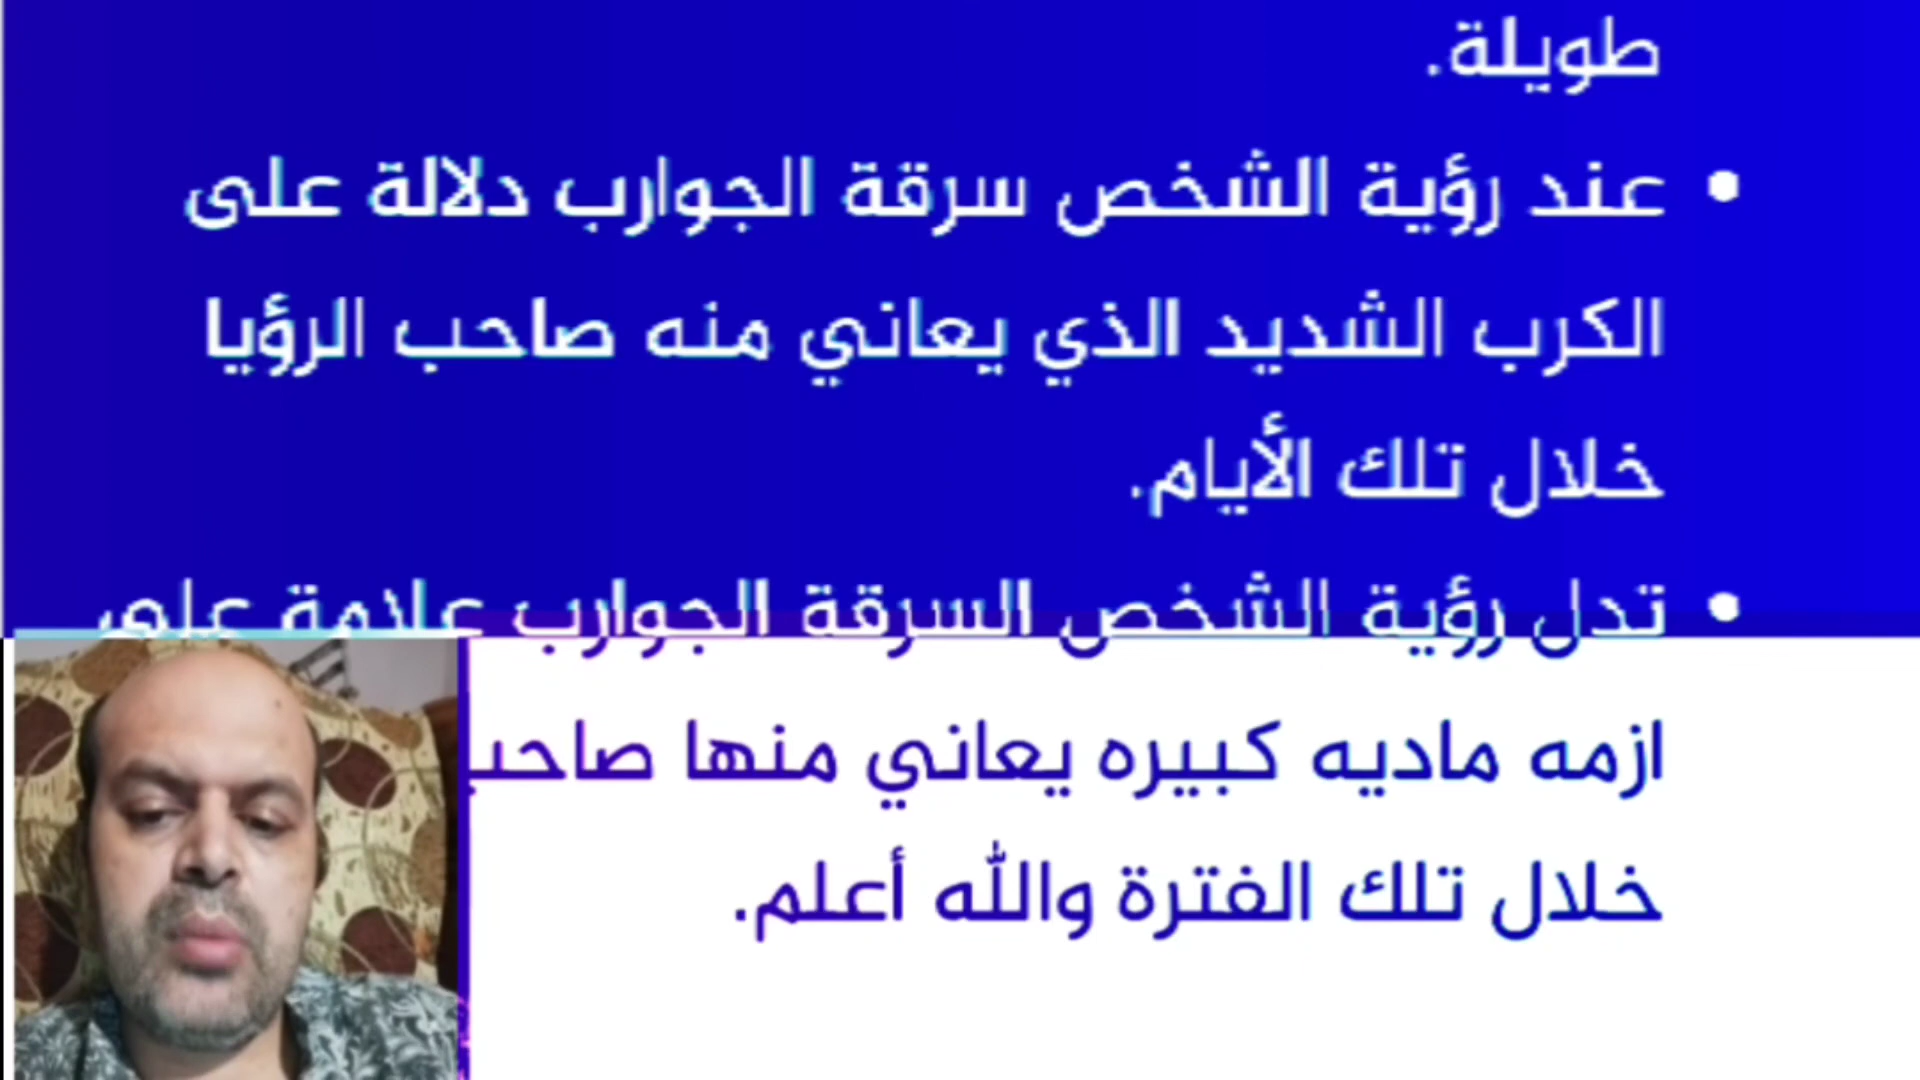 طويلة.
• عند رؤية الشخص سرقة الجوارب دلالة على
الكرب الشديد الذي يعاني منه صاحب الرؤيا
خلال تلك الأيام.
• تدل رؤية الشخص السرقة الجوارب علامة على
ازمه ماديه كبيره يعاني منها صاحب
خلال تلك الفترة والله أعلم.